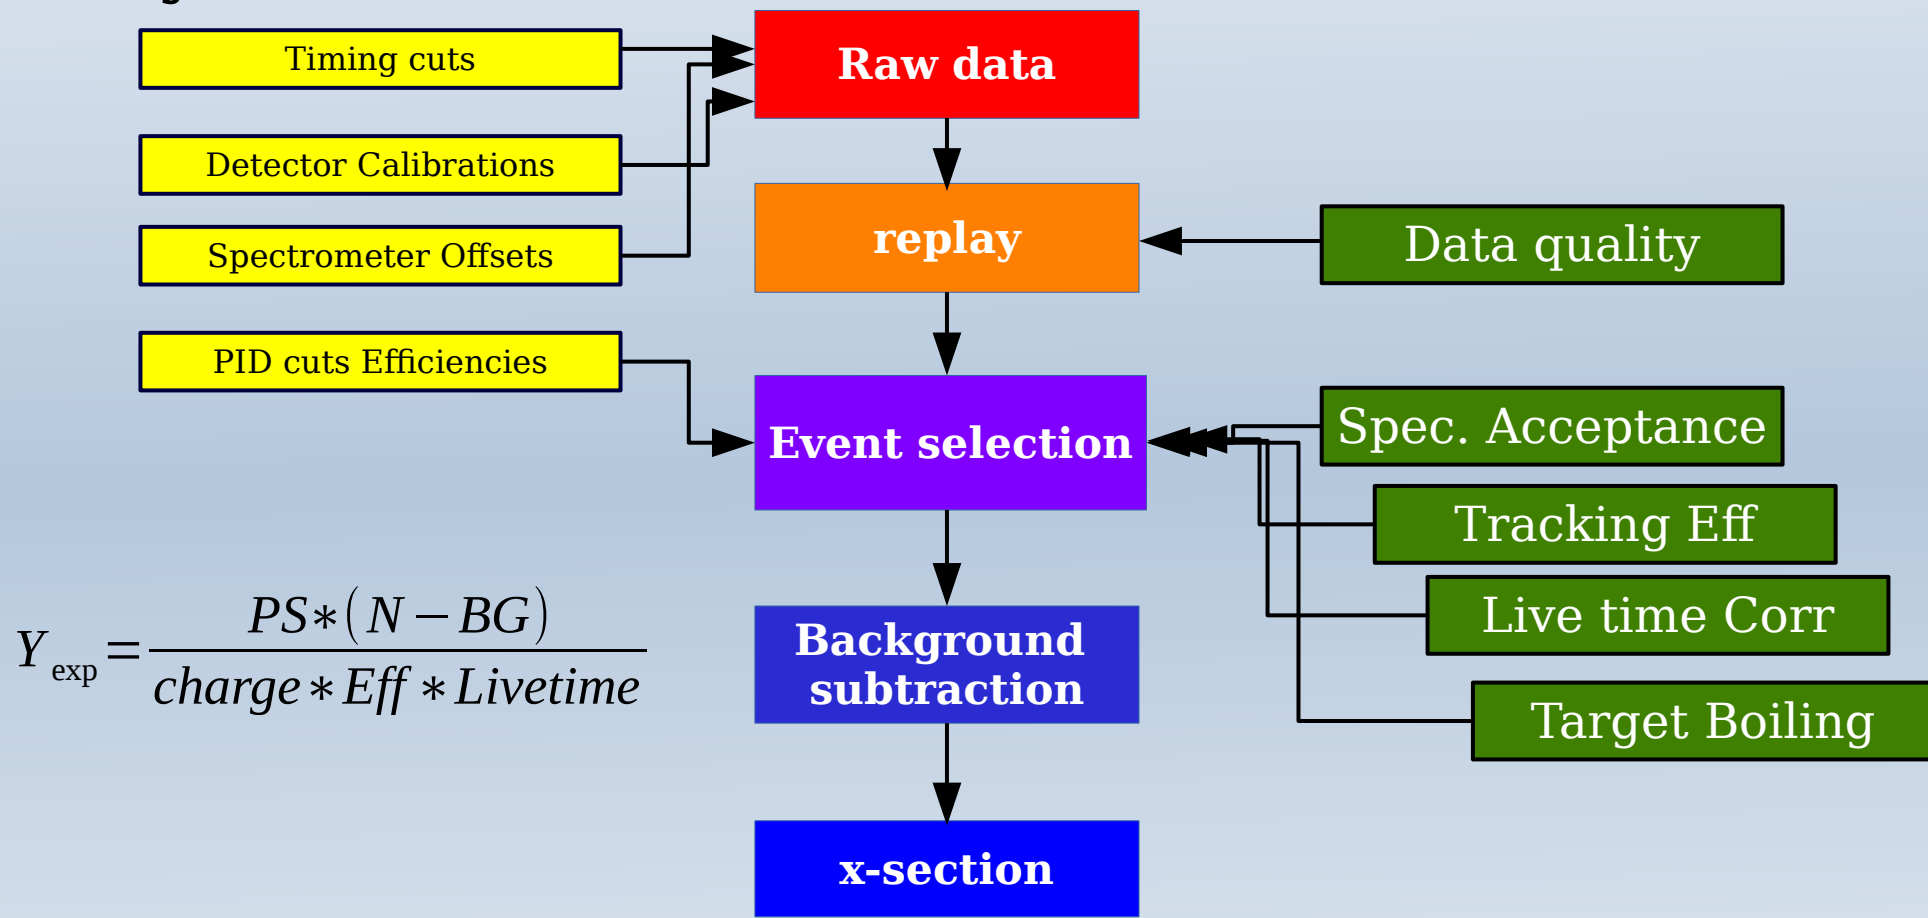 Timing cuts
Raw data
Detector Calibrations
replay
Data quality
Spectrometer Offsets
PID cuts Efficiencies
Event selection
Spec. Acceptance
Tracking Eff
Live time Corr
Y exp = PS*(N−BG) / charge*Eff*Livetime
Background
subtraction
Target Boiling
x-section